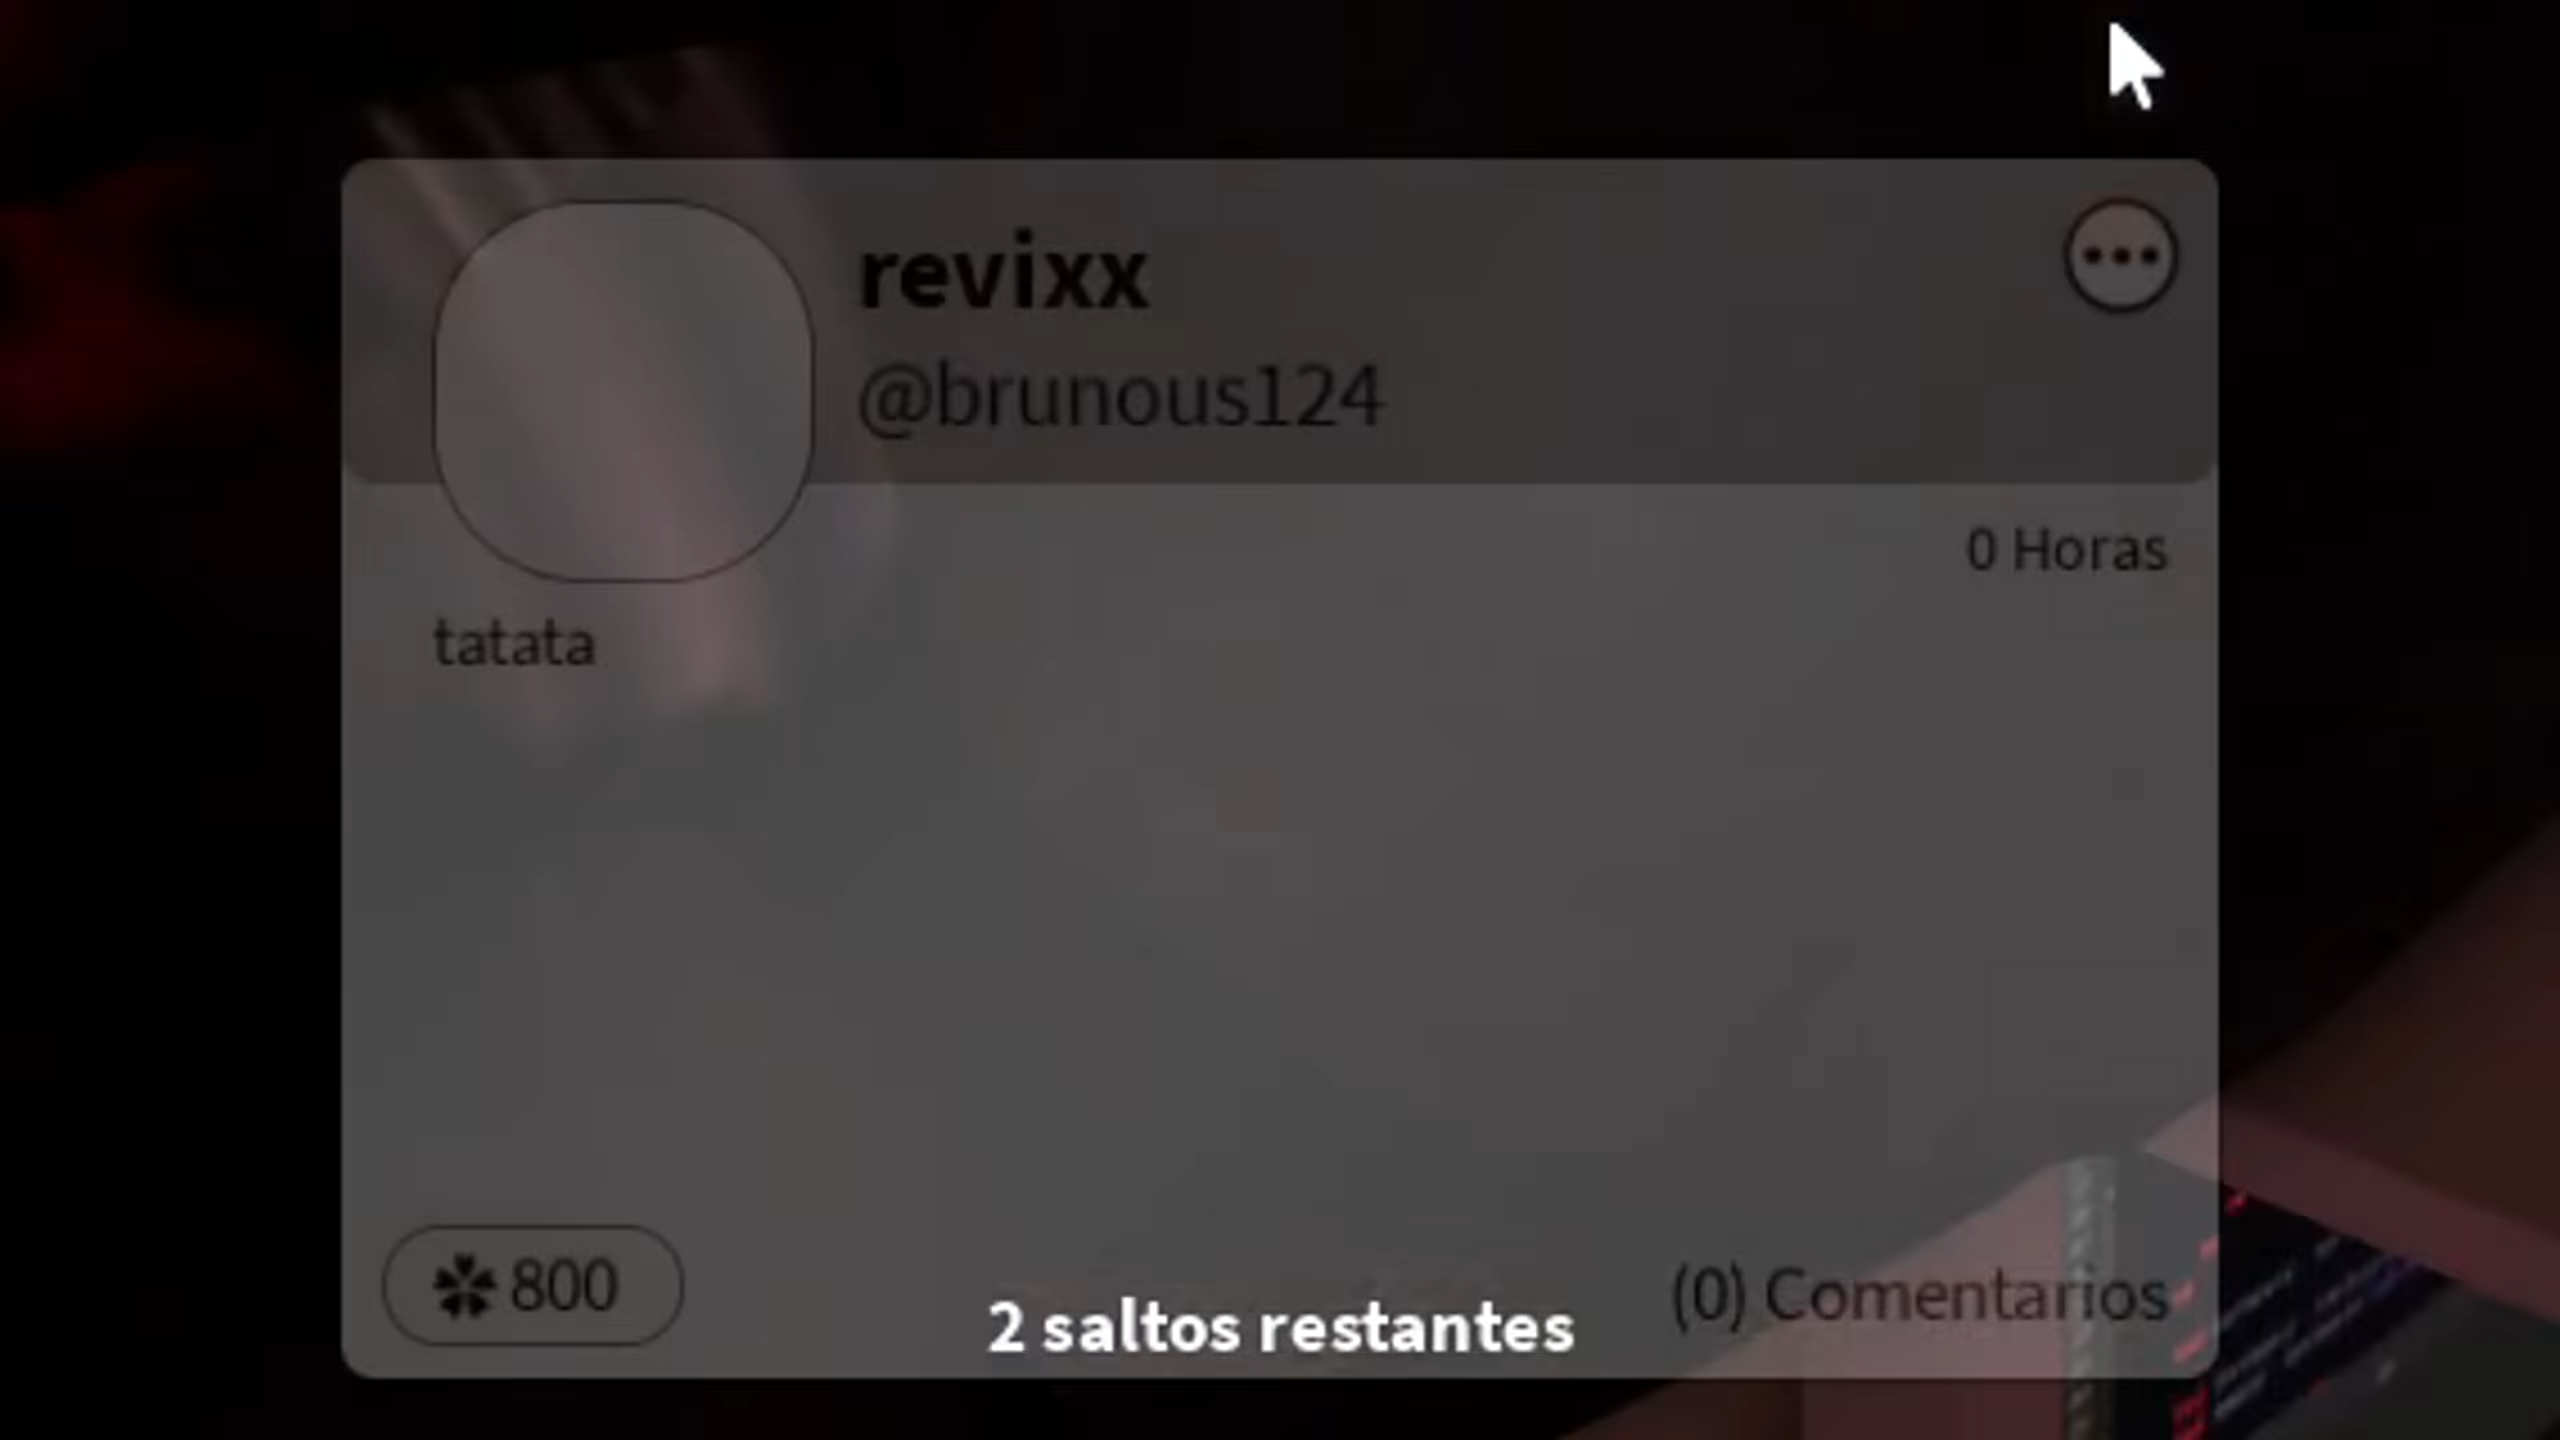 revixx
@brunous124
0 Horas
tatata
800
2 saltos restantes
(0) Comentarios